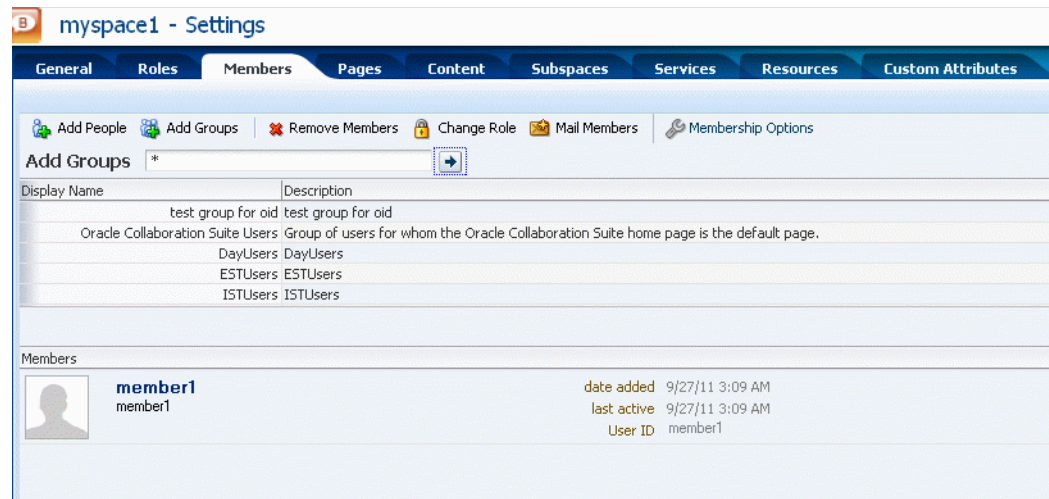 B myspace1 - Settings
General Roles Members Pages Content Subspaces Services Resources Custom Attributes
Add People Add Groups Remove Members Change Role Mail Members Membership Options
Add Groups *
Display Name Description
test group for oid test group for oid
Oracle Collaboration Suite Users Group of users for whom the Oracle Collaboration Suite home page is the default page.
DayUsers DayUsers
ESTUsers ESTUsers
ISTUsers ISTUsers
Members
member1 date added 9/27/11 3:09 AM
member1 last active 9/27/11 3:09 AM
User ID member1